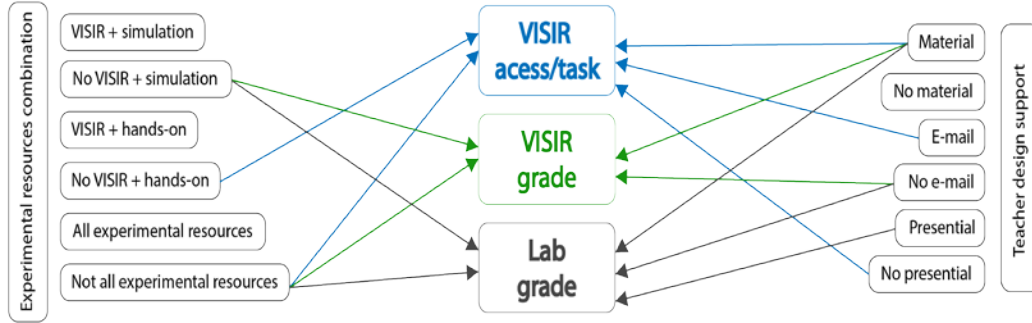 Experimental resources combination
VISIR + simulation
No VISIR + simulation
VISIR + hands-on
No VISIR + hands-on
All experimental resources
Not all experimental resources
VISIR
acess/task
VISIR
grade
Lab
grade
Material
No material
E-mail
No e-mail
Presential
No presential
Teacher design support